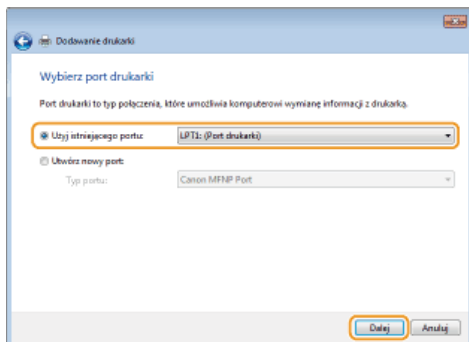 Dodawanie drukarki
Wybierz port drukarki
Port drukarki to typ połączenia, które umożliwia komputerowi wymianę informacji z drukarką.
Użyj istniejącego portu: LPT1: (Port drukarki)
Utwórz nowy port:
Typ portu: Canon MFNP Port
Dalej Anuluj